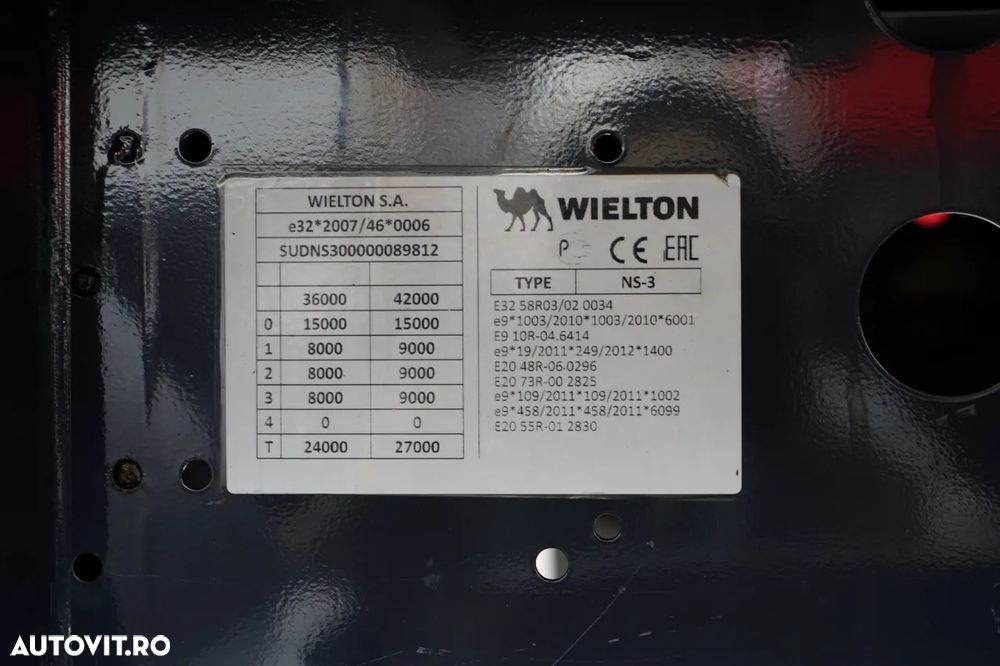 WIELTON S.A.
e32*2007/46*0006
SUDNS300000089812
36000 42000
0 15000 15000
1 8000 9000
2 8000 9000
3 8000 9000
4 0 0
T 24000 27000
WIELTON
CE EAC
TYPE NS-3
E32 58R03/02 0034
e9*1003/2010*1003/2010*6001
E9 10R-04.6414
e9*19/2011*249/2012*1400
E20 48R-06-0296
E20 73R-00 2825
e9*109/2011*109/2011*1002
e9*458/2011*458/2011*6099
E20 55R-01 2830
AUTOVIT.RO